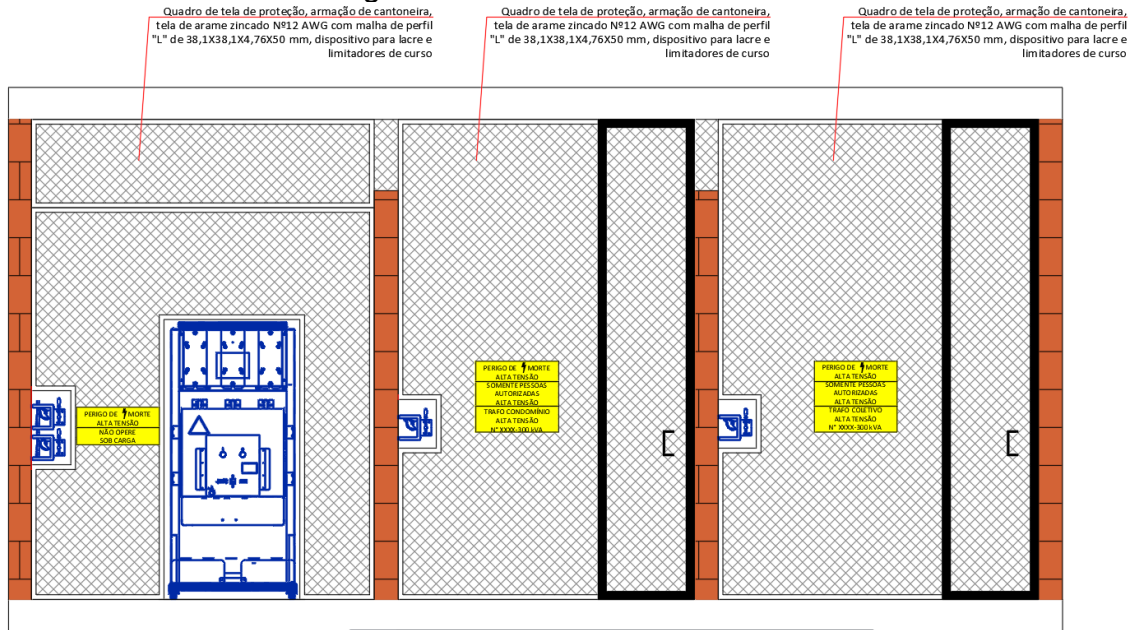 Quadro de tela de proteção, armação de cantoneira,
tela de arame zincado Nº12 AWG com malha de perfil
"L" de 38,1X38,1X4,76X50 mm, dispositivo para lacre e
limitadores de curso
Quadro de tela de proteção, armação de cantoneira,
tela de arame zincado Nº12 AWG com malha de perfil
"L" de 38,1X38,1X4,76X50 mm, dispositivo para lacre e
limitadores de curso
Quadro de tela de proteção, armação de cantoneira,
tela de arame zincado Nº12 AWG com malha de perfil
"L" de 38,1X38,1X4,76X50 mm, dispositivo para lacre e
limitadores de curso
PERIGO DE MORTE
ALTA TENSÃO
NÃO OPERE
SOB CARGA
PERIGO DE MORTE
ALTA TENSÃO
SOMENTE PESSOAS
AUTORIZADAS
ALTA TENSÃO
TRAFO CONDOMÍNIO
ALTA TENSÃO
N° XXXX-300 kVA
PERIGO DE MORTE
ALTA TENSÃO
SOMENTE PESSOAS
AUTORIZADAS
ALTA TENSÃO
TRAFO COLETIVO
ALTA TENSÃO
N° XXXX-300 kVA